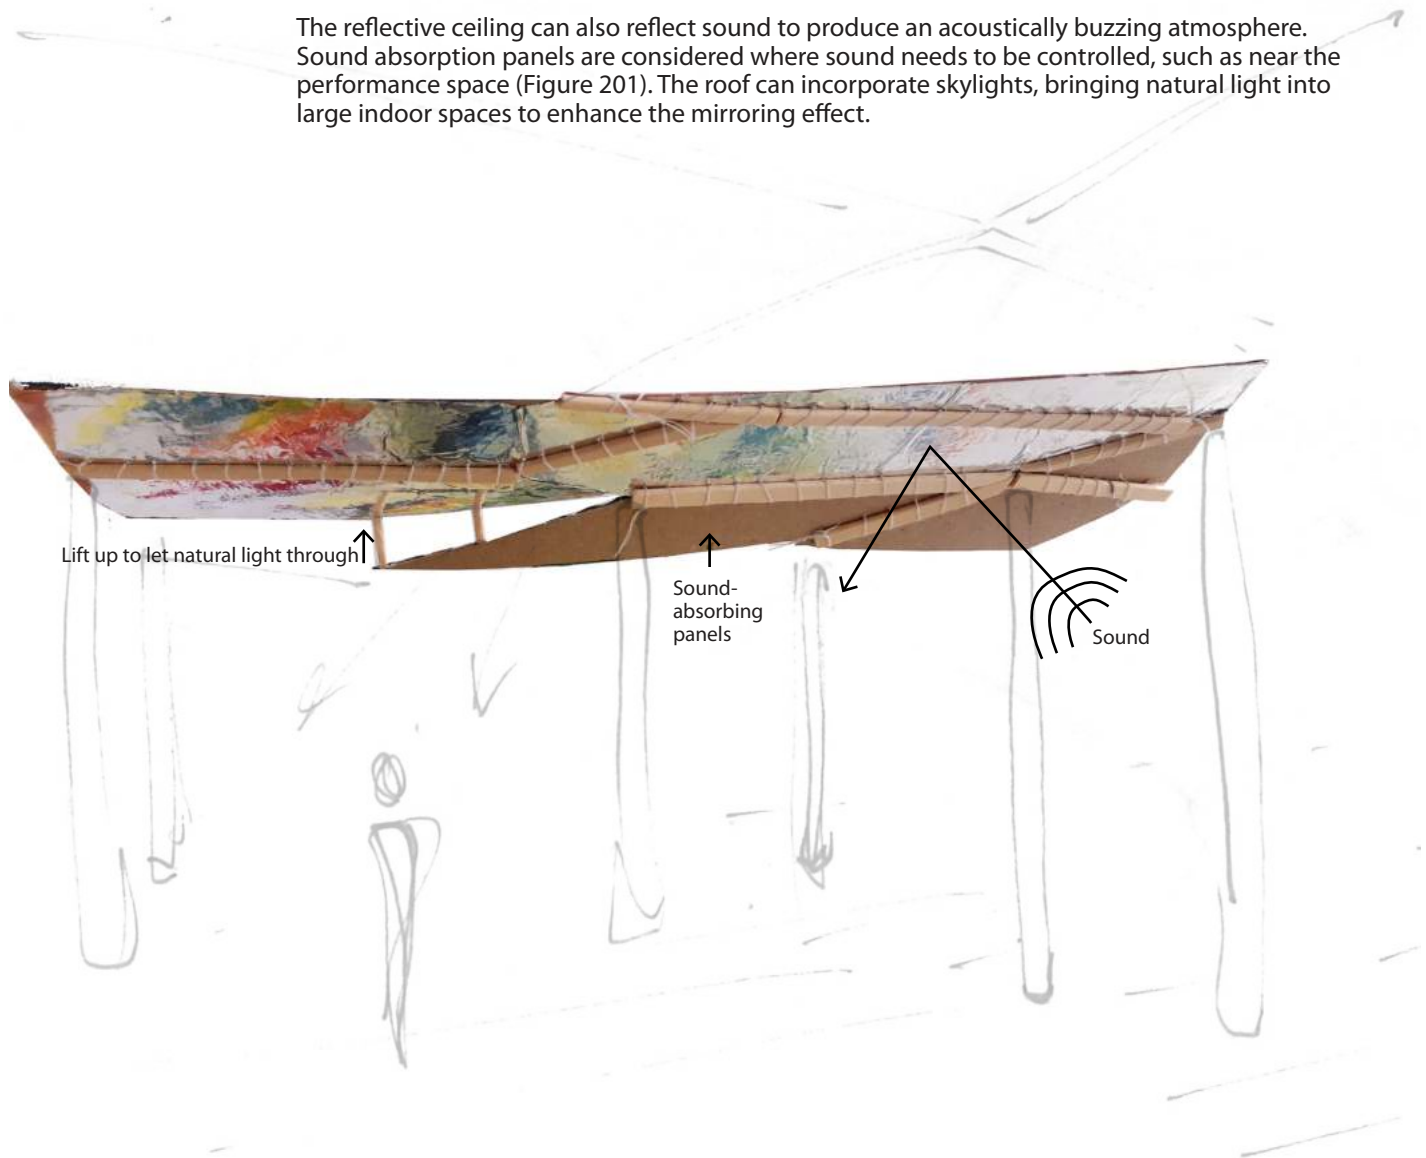 The reflective ceiling can also reflect sound to produce an acoustically buzzing atmosphere.
Sound absorption panels are considered where sound needs to be controlled, such as near the
performance space (Figure 201). The roof can incorporate skylights, bringing natural light into
large indoor spaces to enhance the mirroring effect.
Lift up to let natural light through
Sound-
absorbing
panels
Sound